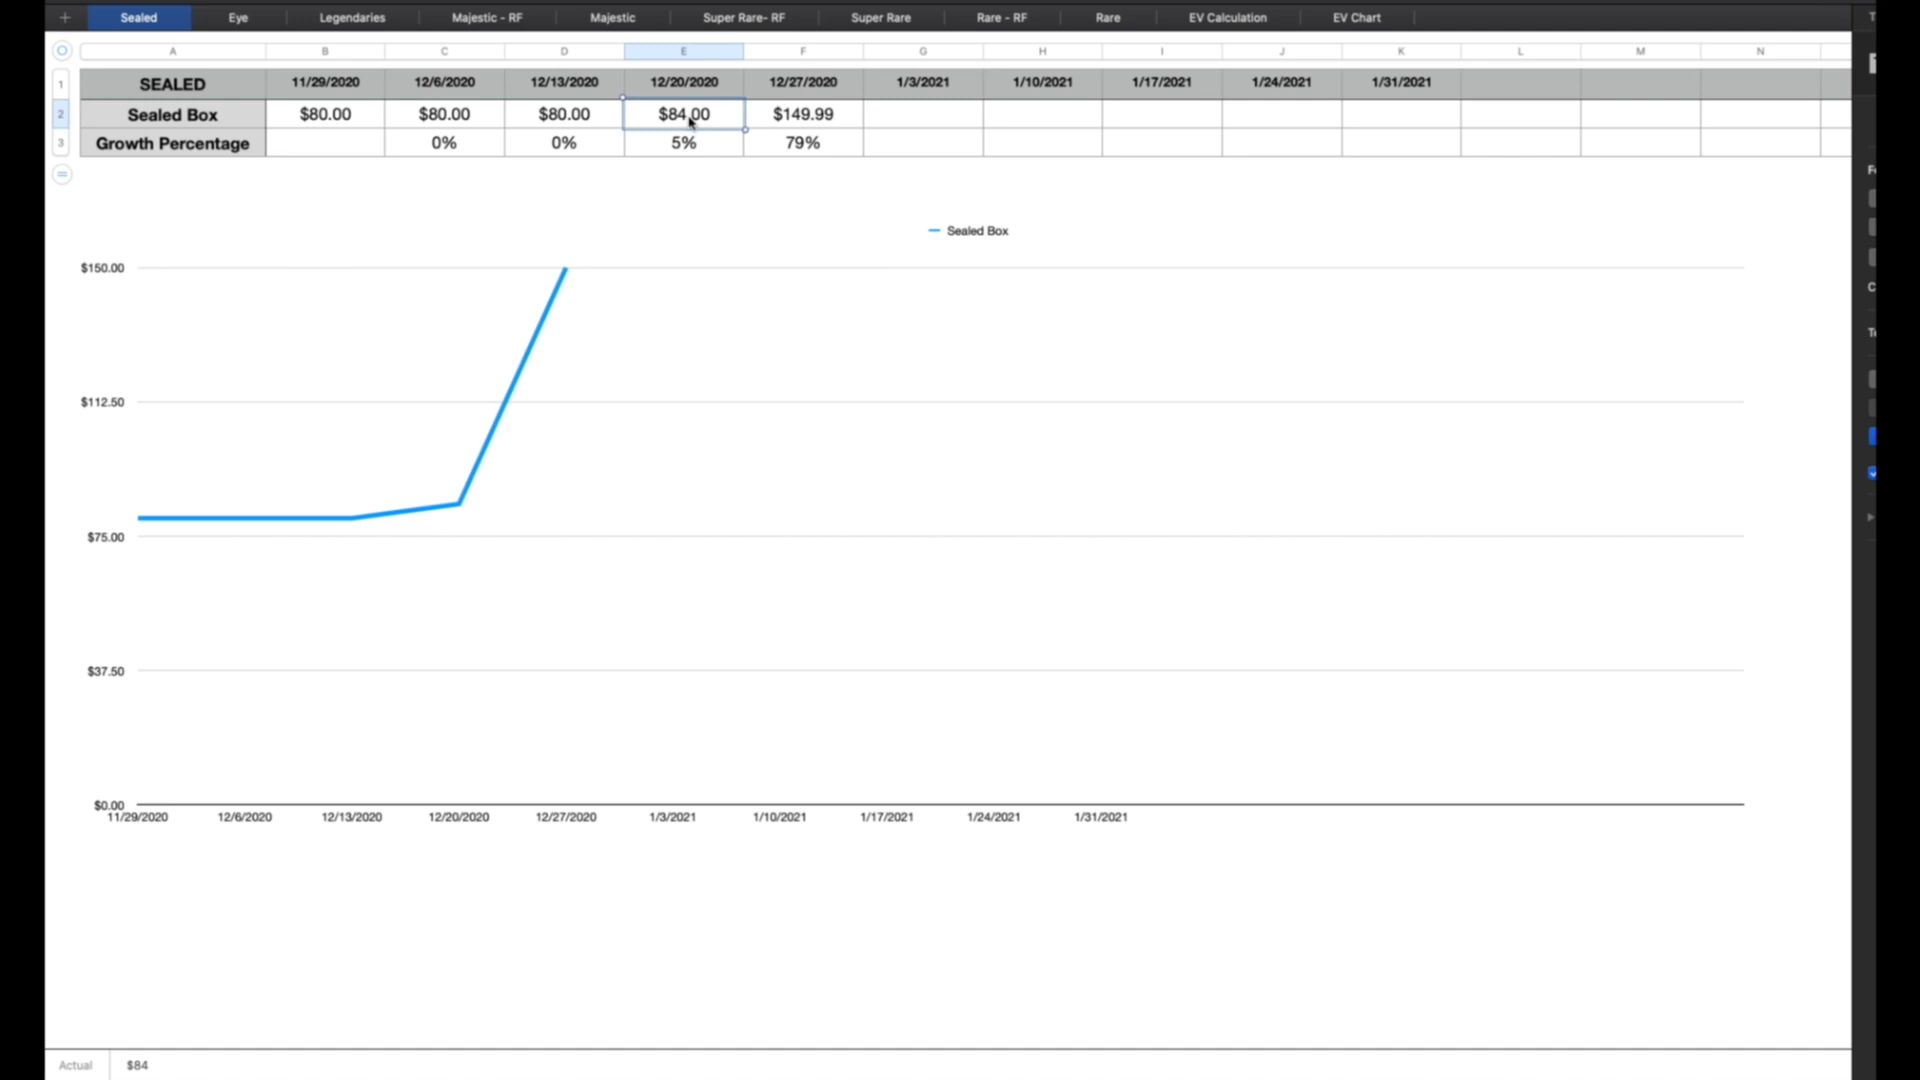 + Sealed Eye Legendaries Majestic - RF Majestic Super Rare- RF Super Rare Rare - RF Rare EV Calculation EV Chart
A B C D E F G H I J K L M N
1 SEALED 11/29/2020 12/6/2020 12/13/2020 12/20/2020 12/27/2020 1/3/2021 1/10/2021 1/17/2021 1/24/2021 1/31/2021
2 Sealed Box $80.00 $80.00 $80.00 $84.00 $149.99
3 Growth Percentage 0% 0% 5% 79%
Sealed Box
$150.00
$112.50
$75.00
$37.50
$0.00
11/29/2020 12/6/2020 12/13/2020 12/20/2020 12/27/2020 1/3/2021 1/10/2021 1/17/2021 1/24/2021 1/31/2021
Actual $84